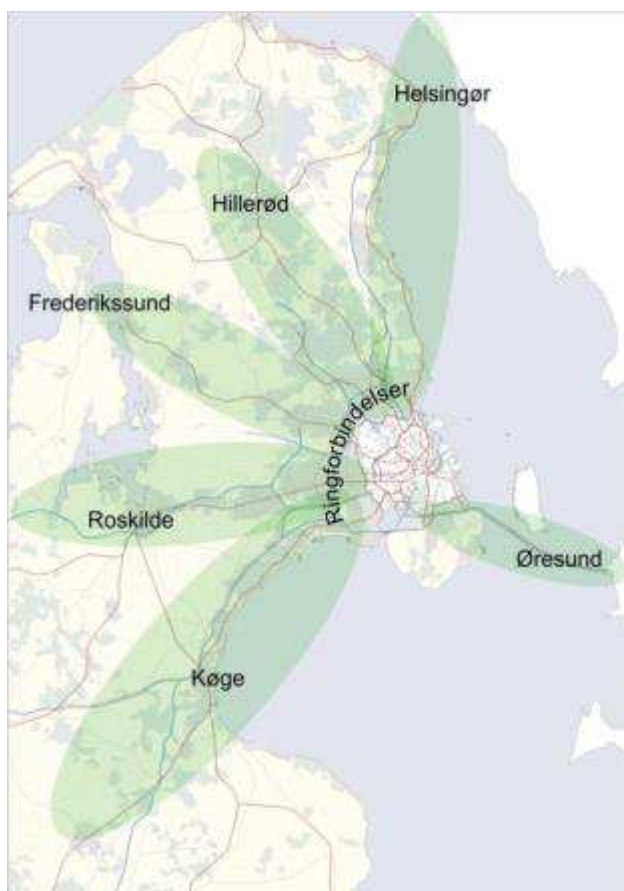 Helsingør
Hillerød
Frederikssund
Ringforbindelser
Roskilde
Øresund
Køge